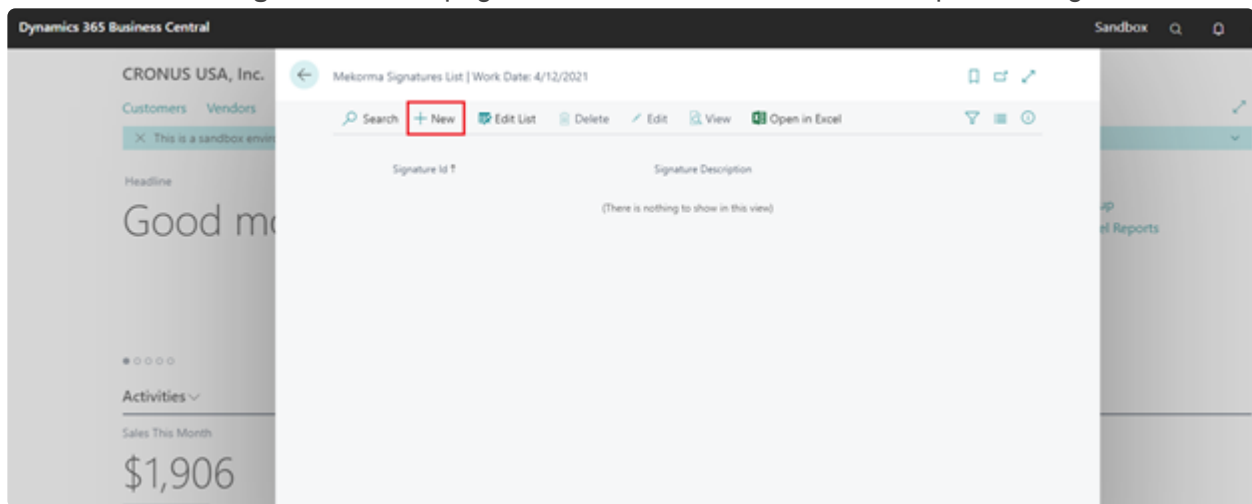 Dynamics 365 Business Central Sandbox
CRONUS USA, Inc.
Mekorma Signatures List | Work Date: 4/12/2021
Customers Vendors
Search + New Edit List Delete Edit View Open in Excel
This is a sandbox
Signature Id ↑ Signature Description
Headline
(There is nothing to show in this view)
Good
Reports
Activities
Sales This Month
$1,906